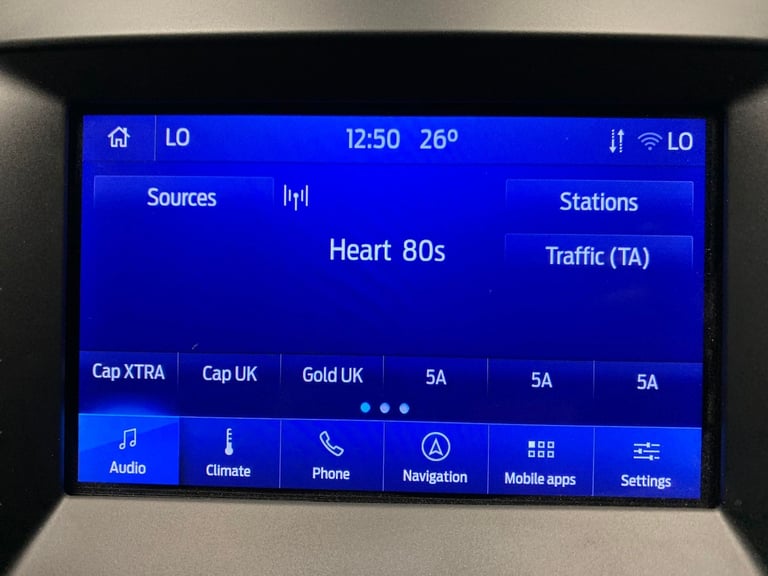 LO 12:50 26º LO
Sources
Stations
Heart 80s
Traffic (TA)
Cap XTRA Cap UK Gold UK 5A 5A 5A
Audio Climate Phone Navigation Mobile apps Settings